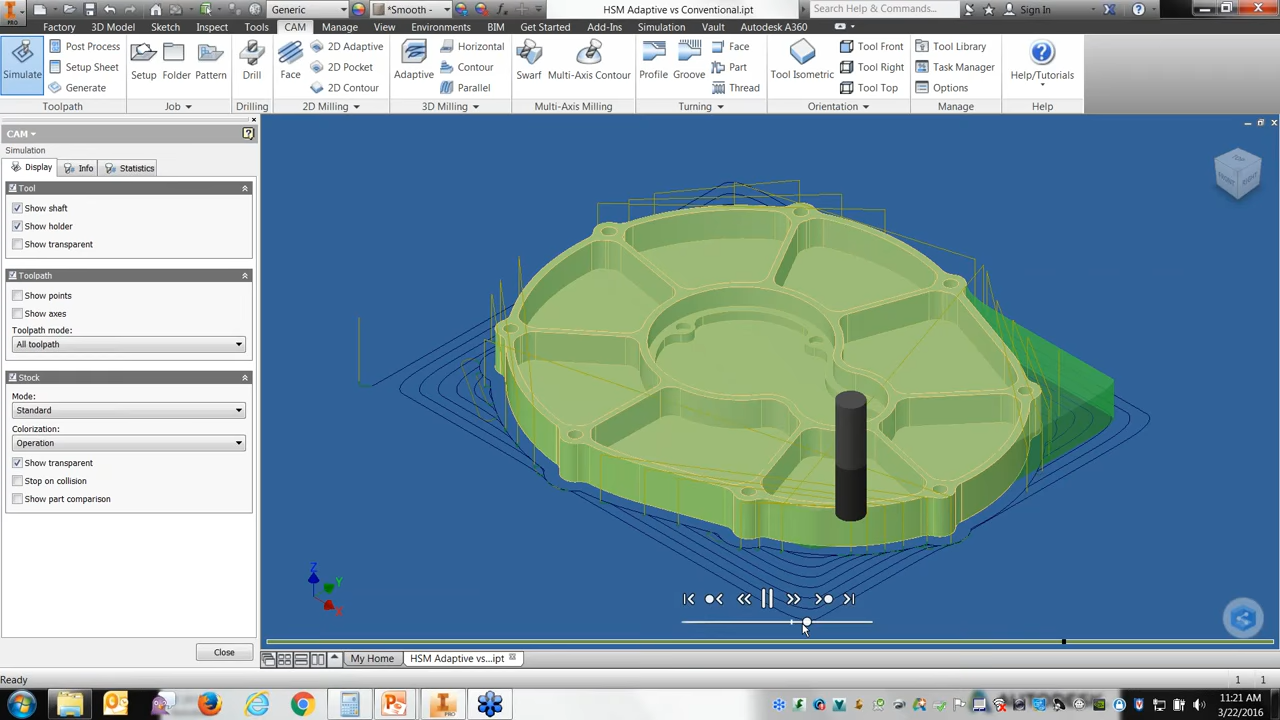 PRO
Generic
*Smooth -
HSM Adaptive vs Conventional.ipt
Search Help & Commands...
Sign In
Factory 3D Model Sketch Inspect Tools CAM Manage View Environments BIM Get Started Add-Ins Simulation Vault Autodesk A360
Simulate
Post Process
Setup Sheet
Generate
Toolpath
Setup Folder Pattern
Job
Drill
Drilling
Face
2D Adaptive
2D Pocket
2D Contour
2D Milling
Adaptive
Horizontal
Contour
Parallel
3D Milling
Swarf Multi-Axis Contour
Multi-Axis Milling
Profile Groove
Face
Part
Thread
Turning
Tool Isometric
Tool Front
Tool Right
Tool Top
Orientation
Tool Library
Task Manager
Options
Manage
Help/Tutorials
Help
CAM
Simulation
Display Info Statistics
Tool
Show shaft
Show holder
Show transparent
Toolpath
Show points
Show axes
Toolpath mode:
All toolpath
Stock
Mode:
Standard
Colorization:
Operation
Show transparent
Stop on collision
Show part comparison
Close
TOP
FRONT
RIGHT
Z
Y
X
My Home
HSM Adaptive vs...ipt
Ready
1 1
11:21 AM
3/22/2016